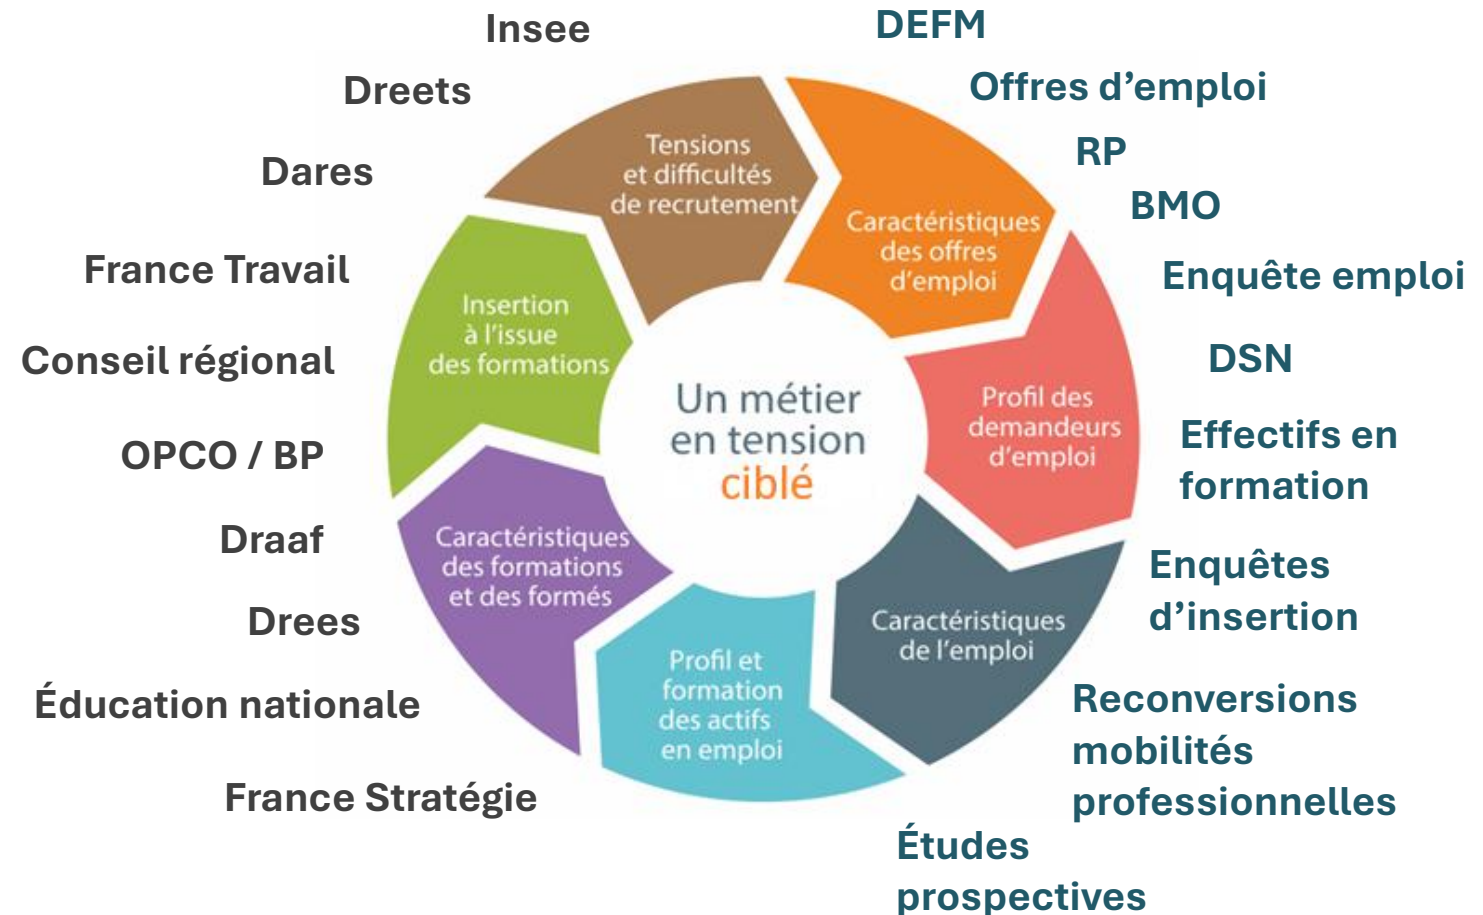 Insee
Dreets
Dares
France Travail
Conseil régional
OPCO / BP
Draaf
Drees
Éducation nationale
France Stratégie
Tensions
et difficultés
de recrutement
Caractéristiques
des offres
d'emploi
Profil des
demandeurs
d'emploi
Caractéristiques
de l'emploi
Profil et
formation
des actifs
en emploi
Caractéristiques
des formations
et des formés
Insertion
à l'issue
des formations
Un métier
en tension
ciblé
DEFM
Offres d'emploi
RP
BMO
Enquête emploi
DSN
Effectifs en
formation
Enquêtes
d'insertion
Reconversions
mobilités
professionnelles
Études
prospectives